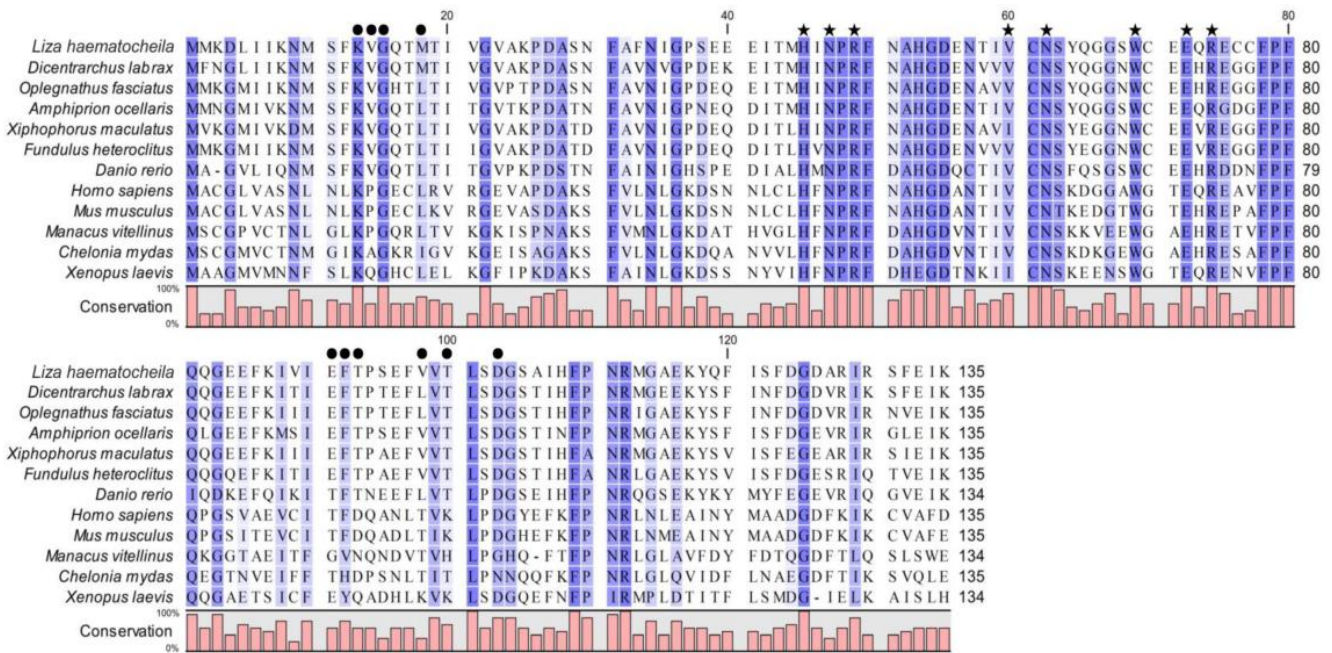 20 40 60 80
Liza haematocheila MMKDLIIKNM SFKVGQTMTI VGVAKPDASN FAFNIGPSEE EITMHINPRF NAHGDENTIV CNSYQGGSWC EEQRECCFPF 80
Dicentrarchus labrax MFNGLIIKNM SFKVGQTMTI VGVAKPDASN FAVNVGPDEK EITMHINPRF NAHGDENVVV CNSYQGGNWC EEHREGGFPF 80
Oplegnathus fasciatus MMKGMIIKNM SFKVGHTLTI VGVPTPDASN FAVNIGPDEQ EITMHINPRF NAHGDENAVV CNSYQGGNWC EEHREGGFPF 80
Amphiprion ocellaris MMNGMIVKNM SFKVGQTLTI TGVTKPDATN FAVNIGPDEQ DITMHINPRF NAHGDENTIV CNSYQGGSWC EEQRGDGFPF 80
Xiphophorus maculatus MVKGMIVKDM SFKVGQTLTI VGVAKPDATD FAVNIGPDEQ DITLHINPRF NAHGDENAVI CNSYEGGNWC EEVREGGFPF 80
Fundulus heteroclitus MMKGMIIKNM SFKVGQTLTI IGVAKPDATD FAVNIGPDEQ DITLHVNPRF NAHGDENAVV CNSYEGGNWC EEVREGGFPF 80
Danio rerio MA-GVLIQNM SFKVGQTLTI TGVPKPDSTN FAINIGHSPE DIALHMNPRF NAHGDQCTIV CNSFQSGSWC EEHRDDNFPF 79
Homo sapiens MACGLVASNL NLKPGECLRV RGEVAPDAKS FVLNLGKDSN NLCLHFNPRF NAHGDANTIV CNSKDGGAWG TEQREAVFPF 80
Mus musculus MACGLVASNL NLKPGECLKV RGEVASDAKS FVLNLGKDSN NLCLHFNPRF NAHGDANTIV CNTKEDGTWG TEHREPAFPF 80
Manacus vitellinus MSCGPVCTNL GLKPGQRLTV KGKISPNAKS FVMNLGKDAT HVGLHFNPRF NAHGDVNTIV CNSKKVEEWG AEHRETVFPF 80
Chelonia mydas MSCGMVCTNM GIKAGKRIGV KGEISAGAKS FVLNLGKDQA NVVLHFNPRF NAHGDVNTIV CNSKDKGEWG AEHRESAFPF 80
Xenopus laevis MAAGMVMNNF SLKQGHCLEL KGFIPKDAKS FAINLGKDSS NYVIHFNPRF DHEGDTNKII CNSKEENSWG TEQRENVFPF 80
100%
Conservation
0%
100 120
Liza haematocheila QQGEEFKIVI EFTPSEFVVT LSDGSAIHFP NRMGAEKYQF ISFDGDARIR SFEIK 135
Dicentrarchus labrax QQGEEFKITI EFTPTEFVVT LSDGSTIHFP NRMGEEKYSF INFDGDVRIK SFEIK 135
Oplegnathus fasciatus QQGEEFKIII EFTPTEFLVT LSDGSTIHFP NRIGAEKYSF INFDGDVRIR NVEIK 135
Amphiprion ocellaris QLGEEFKMSI EFTPSEFVVT LSDGSTINFP NRMGAEKYSF ISFDGEVRIR GLEIK 135
Xiphophorus maculatus QQGEEFKITI EFTPAEFVVT LSDGSTIHFA NRMGAEKYSV ISFEGEARIR SIEIK 135
Fundulus heteroclitus QQGQEFKITI EFTPAEFVVT LSDGSTIHFA NRLGAEKYSV ISFDGESRIQ TVEIK 135
Danio rerio IQDKEFQIKI TFTNEEFLVT LPDGSEIHFP NRQGSEKYKY MYFEGEVRIQ GVEIK 134
Homo sapiens QPGSVAEVCI TFDQANLTVK LPDGYEFKFP NRLNLEAINY MAADGDFKIK CVAFD 135
Mus musculus QPGSITEVCI TFDQADLTIK LPDGHEFKFP NRLNMEAINY MAADGDFKIK CVAFE 135
Manacus vitellinus QKGGTAEITF GVNQNDVTVH LPGHQ-FTFP NRLGLAVFDY FDTQGDFTLQ SLSWE 134
Chelonia mydas QEGTNVEIFF THDPSNLTIT LPNNQQFKFP NRLGLQVIDF LNAEGDFTIK SVQLE 135
Xenopus laevis QQGAETSICF EYQADHLKVK LSDGQEFNFP IRMPLDTITF LSMDG-IELK AISLH 134
100%
Conservation
0%